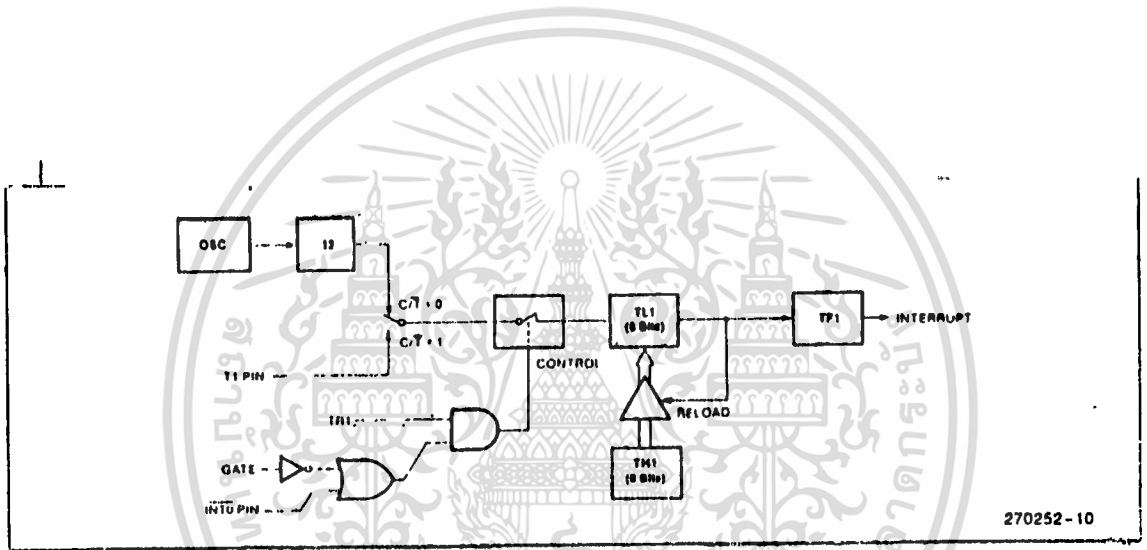 OSC
12
C/T̅ = 0
C/T̅ = 1
T1 PIN
TR1
GATE
INT0 PIN
CONTROL
TL1
(8 Bits)
TF1
INTERRUPT
RELOAD
TH1
(8 Bits)
270252-10